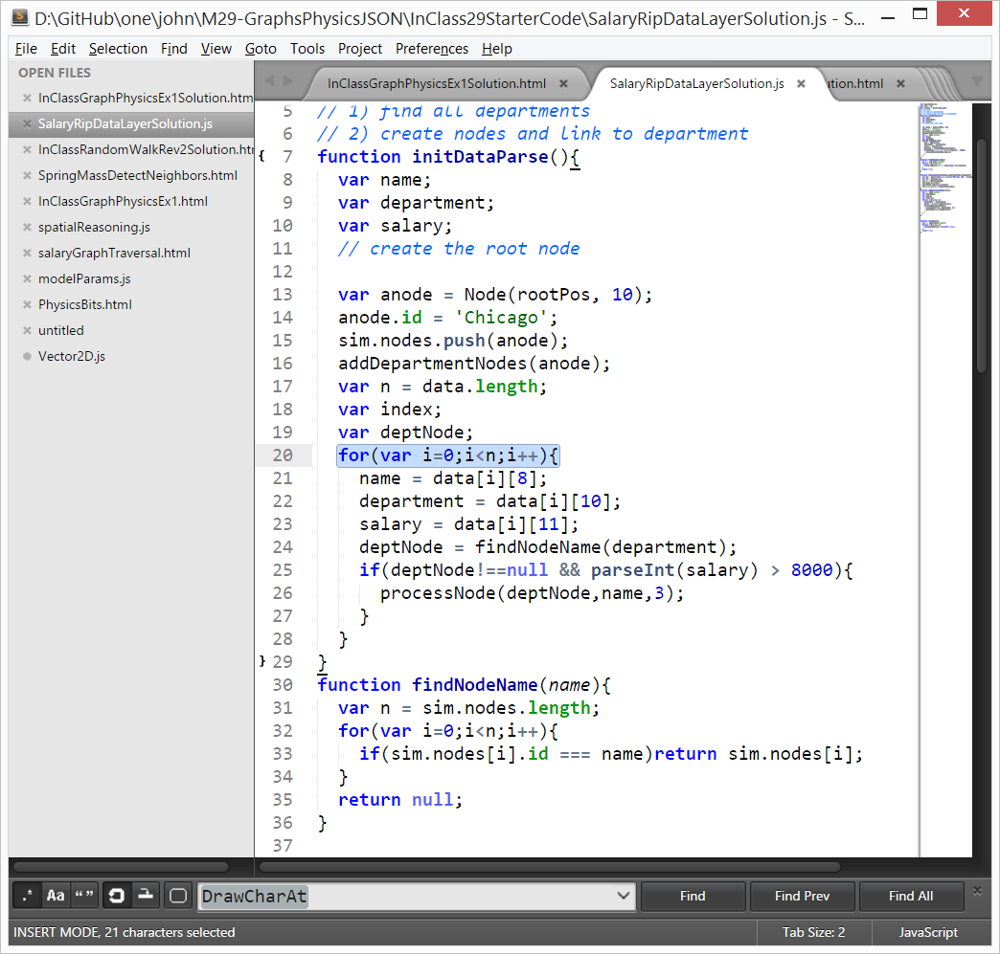 D:\GitHub\one\john\M29-GraphsPhysicsJSON\InClass29StarterCode\SalaryRipDataLayerSolution.js - S...
File Edit Selection Find View Goto Tools Project Preferences Help
OPEN FILES
InClassGraphPhysicsEx1Solution.htm
SalaryRipDataLayerSolution.js
InClassRandomWalkRev2Solution.htr
SpringMassDetectNeighbors.html
InClassGraphPhysicsEx1.html
spatialReasoning.js
salaryGraphTraversal.html
modelParams.js
PhysicsBits.html
untitled
Vector2D.js
InClassGraphPhysicsEx1Solution.html SalaryRipDataLayerSolution.js ution.html
5 // 1) find all departments
6 // 2) create nodes and link to department
7 function initDataParse(){
8 var name;
9 var department;
10 var salary;
11 // create the root node
12
13 var anode = Node(rootPos, 10);
14 anode.id = 'Chicago';
15 sim.nodes.push(anode);
16 addDepartmentNodes(anode);
17 var n = data.length;
18 var index;
19 var deptNode;
20 for(var i=0;i<n;i++){
21 name = data[i][8];
22 department = data[i][10];
23 salary = data[i][11];
24 deptNode = findNodeName(department);
25 if(deptNode!==null && parseInt(salary) > 8000){
26 processNode(deptNode,name,3);
27 }
28 }
29 }
30 function findNodeName(name){
31 var n = sim.nodes.length;
32 for(var i=0;i<n;i++){
33 if(sim.nodes[i].id === name)return sim.nodes[i];
34 }
35 return null;
36 }
37
.* Aa “” DrawCharAt Find Find Prev Find All
INSERT MODE, 21 characters selected Tab Size: 2 JavaScript